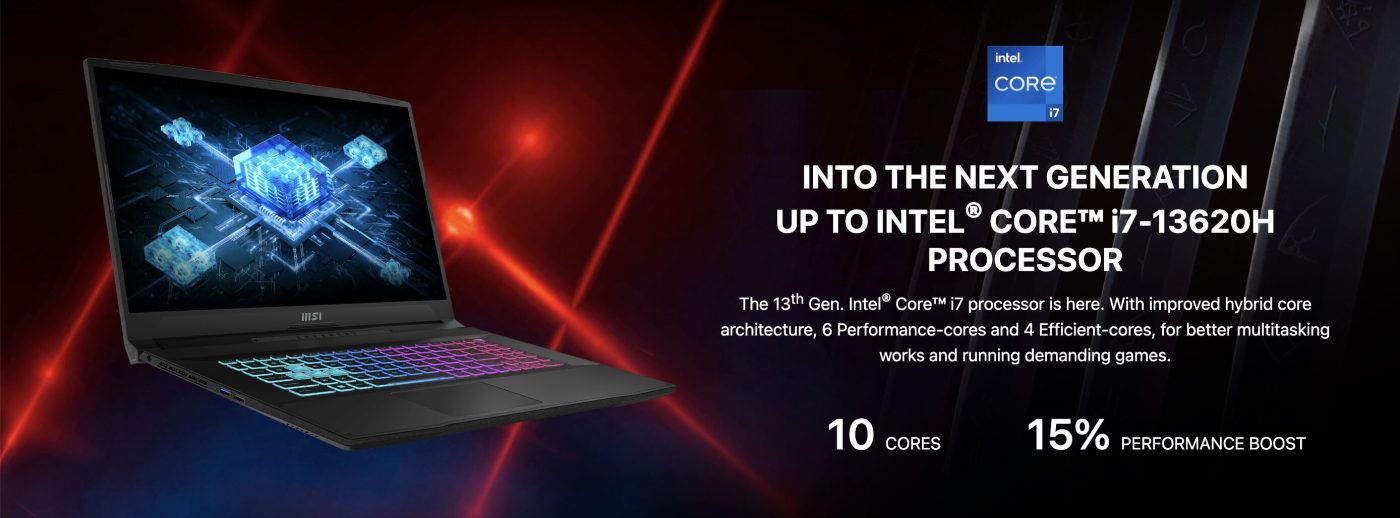 msi
intel.
CORe
i7
INTO THE NEXT GENERATION
UP TO INTEL® CORE™ i7-13620H
PROCESSOR
The 13th Gen. Intel® Core™ i7 processor is here. With improved hybrid core
architecture, 6 Performance-cores and 4 Efficient-cores, for better multitasking
works and running demanding games.
10 CORES
15% PERFORMANCE BOOST